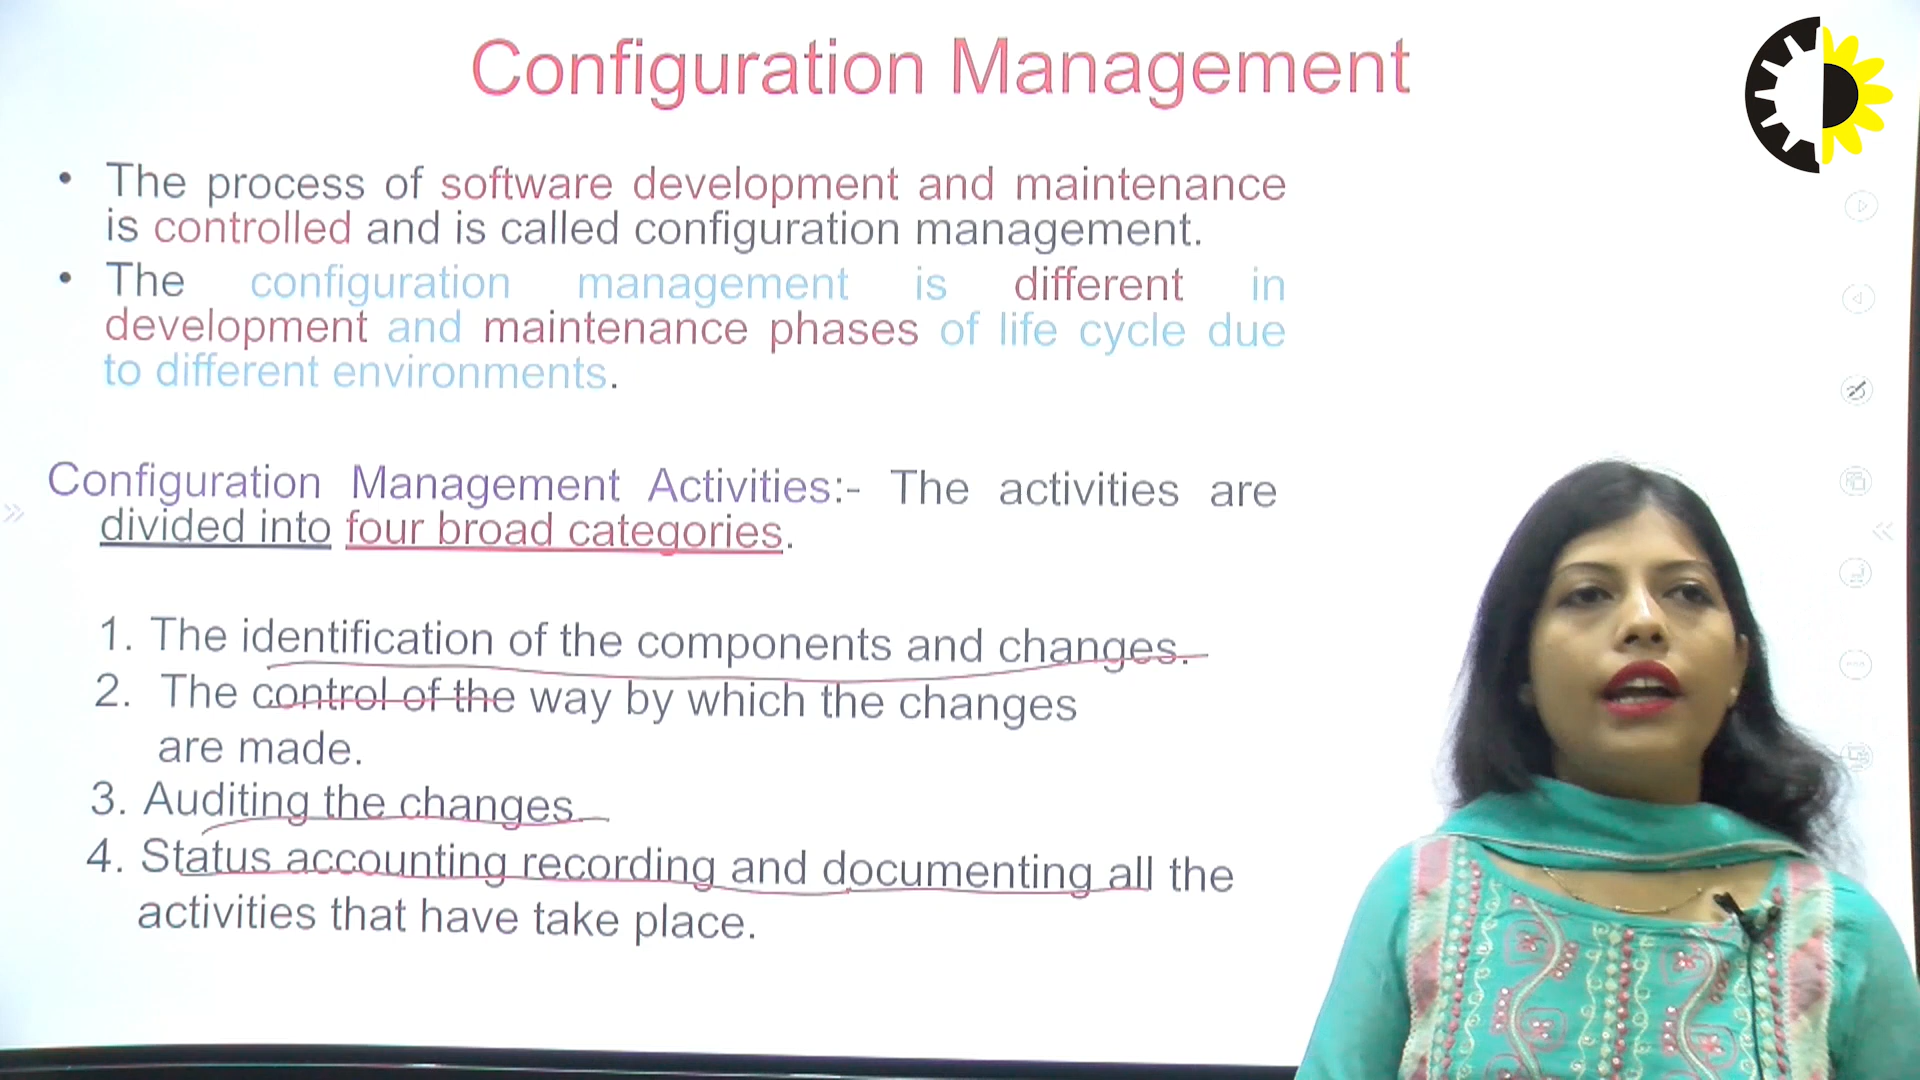 Configuration Management
• The process of software development and maintenance
is controlled and is called configuration management.
• The configuration management is different in
development and maintenance phases of life cycle due
to different environments.
Configuration Management Activities:- The activities are
divided into four broad categories.
1. The identification of the components and changes.
2. The control of the way by which the changes
are made.
3. Auditing the changes
4. Status accounting recording and documenting all the
activities that have take place.